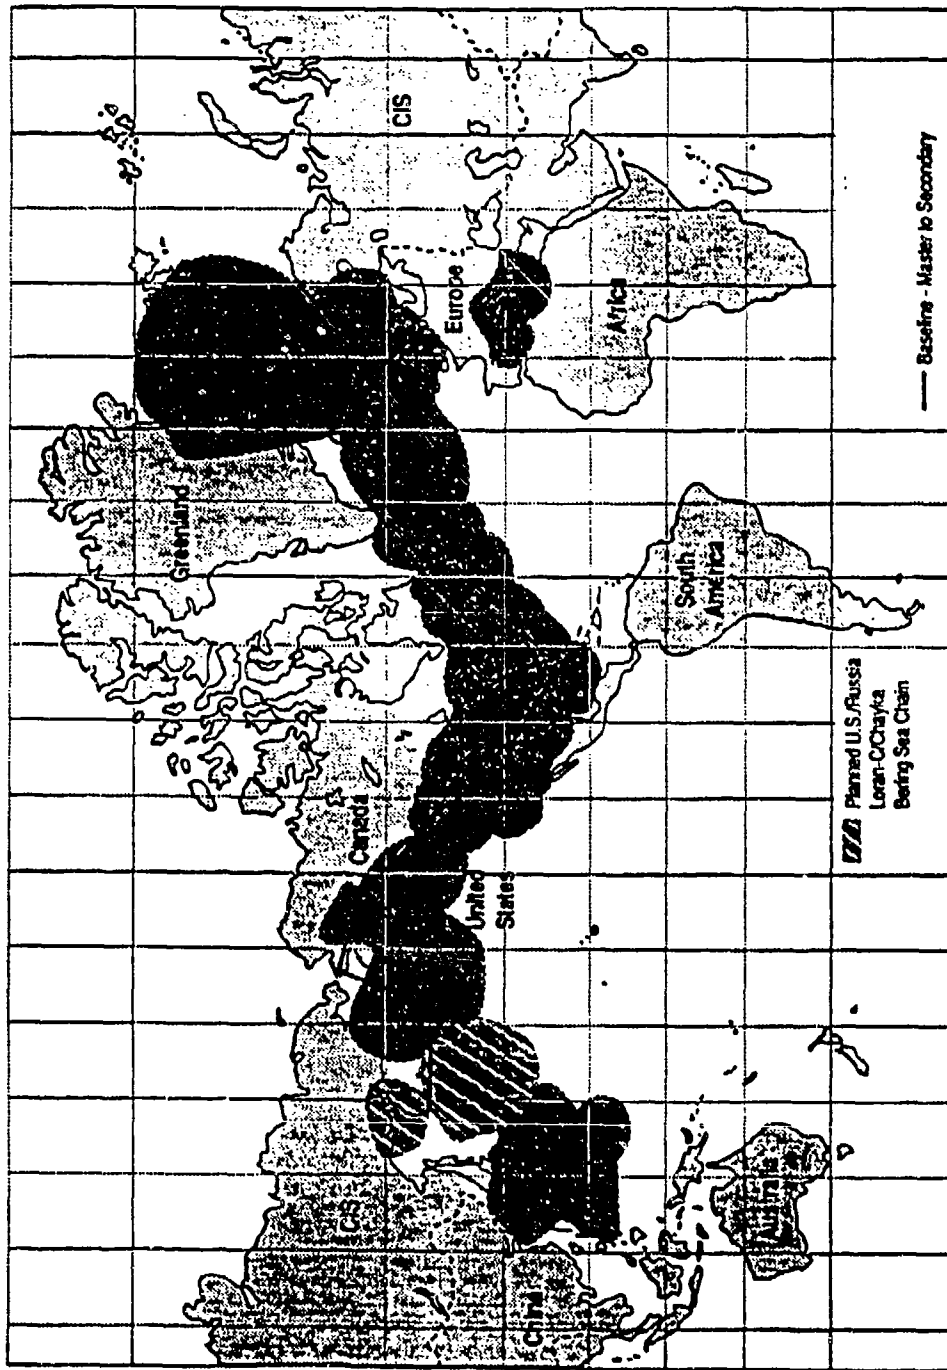 CIS
China
Australia
Canada
United
States
Greenland
South
America
Europe
Africa
CIS
Planned U.S./Russia
Loran-C/Chayka
Bering Sea Chain
Baseline - Master to Secondary